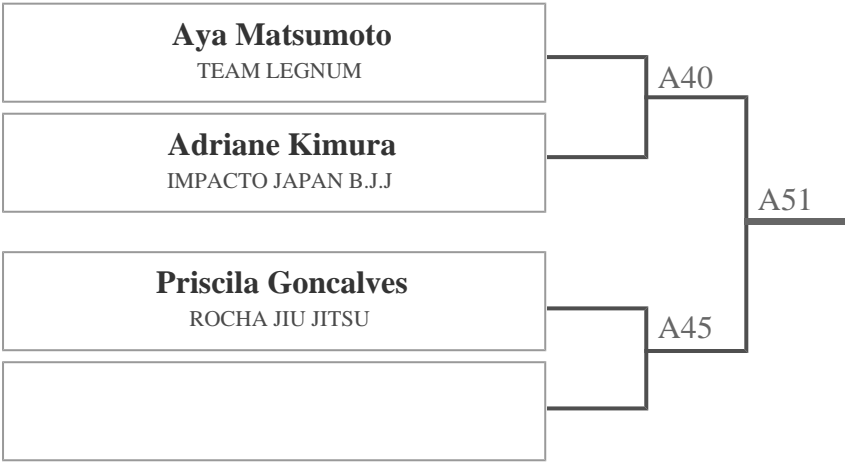 Aya Matsumoto
TEAM LEGNUM
A40
Adriane Kimura
IMPACTO JAPAN B.J.J
A51
Priscila Goncalves
ROCHA JIU JITSU
A45